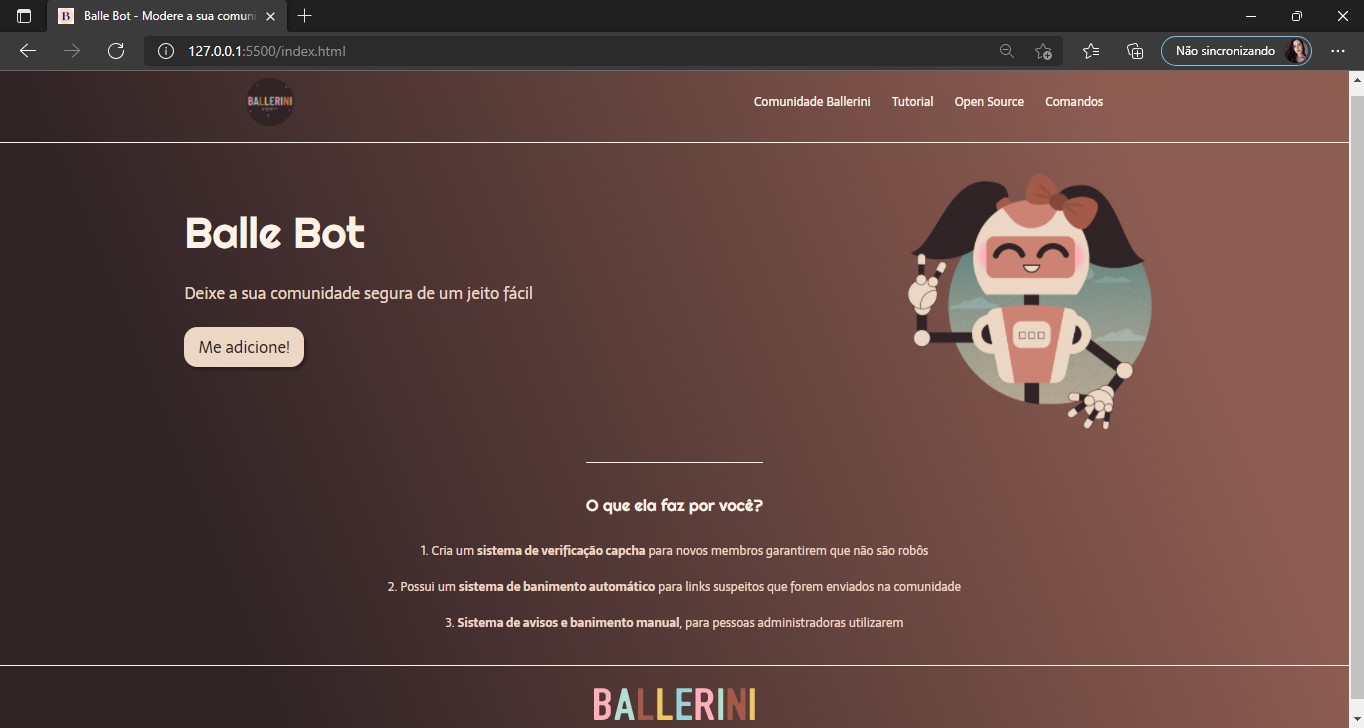 Balle Bot - Modere a sua comuni
127.0.0.1:5500/index.html
Não sincronizando
BALLERINI
Comunidade Ballerini
Tutorial
Open Source
Comandos
Balle Bot
Deixe a sua comunidade segura de um jeito fácil
Me adicione!
O que ela faz por você?
1. Cria um sistema de verificação capcha para novos membros garantirem que não são robôs
2. Possui um sistema de banimento automático para links suspeitos que forem enviados na comunidade
3. Sistema de avisos e banimento manual, para pessoas administradoras utilizarem
BALLERINI